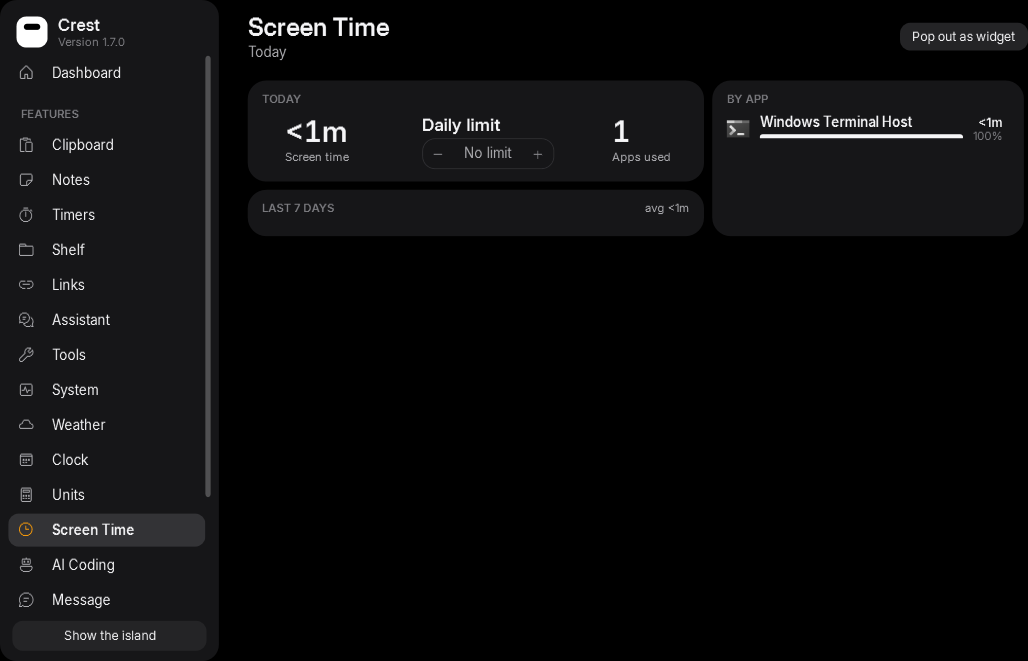 Crest
Version 1.7.0
Dashboard
FEATURES
Clipboard
Notes
Timers
Shelf
Links
Assistant
Tools
System
Weather
Clock
Units
Screen Time
AI Coding
Message
Show the island
Screen Time
Today
Pop out as widget
TODAY
<1m
Screen time
Daily limit
− No limit +
1
Apps used
LAST 7 DAYS
avg <1m
BY APP
Windows Terminal Host
<1m
100%